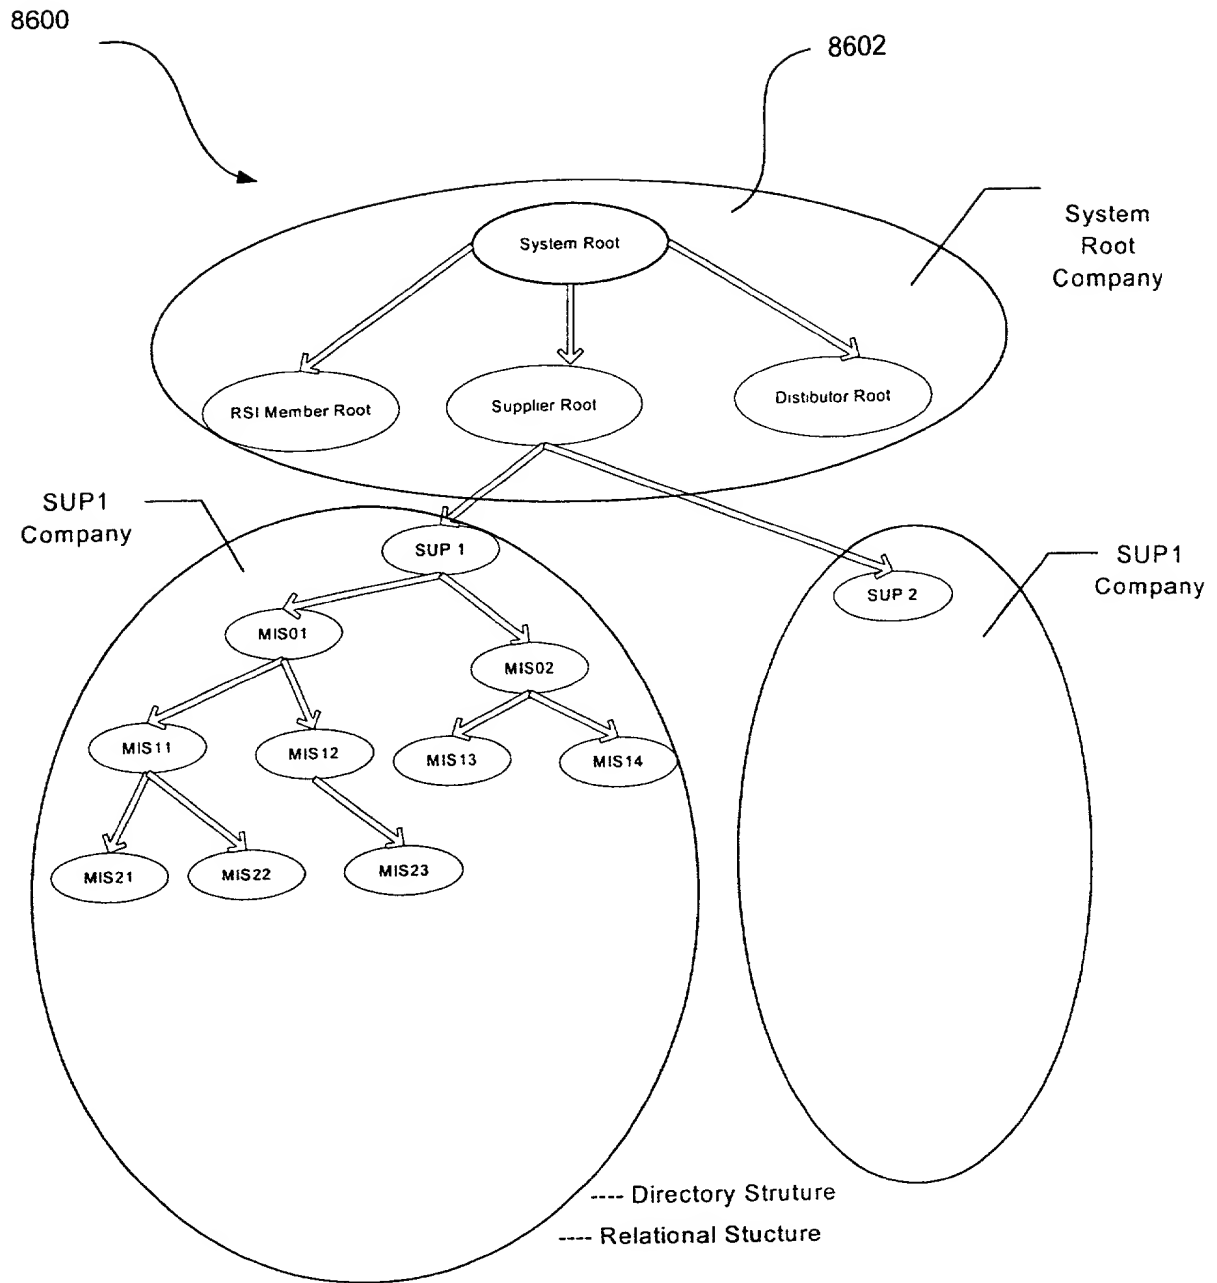 8600
8602
System
Root
Company
System Root
RSI Member Root
Supplier Root
Distibutor Root
SUP1
Company
SUP 1
SUP1
Company
SUP 2
MIS01
MIS02
MIS11
MIS12
MIS13
MIS14
MIS21
MIS22
MIS23
---- Directory Struture
---- Relational Stucture